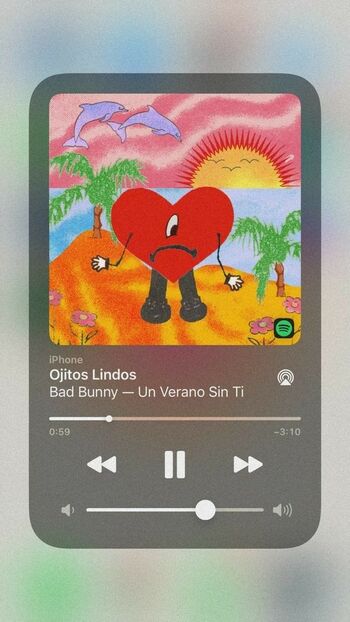 iPhone
Ojitos Lindos
Bad Bunny — Un Verano Sin Ti
0:59
−3:10